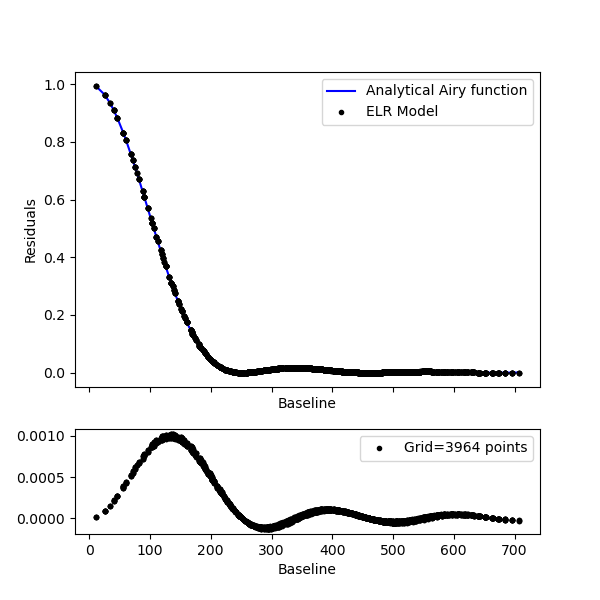 1.0
0.8
0.6
0.4
0.2
0.0
Residuals
Analytical Airy function
ELR Model
Baseline
0.0010
0.0005
0.0000
Grid=3964 points
0 100 200 300 400 500 600 700
Baseline